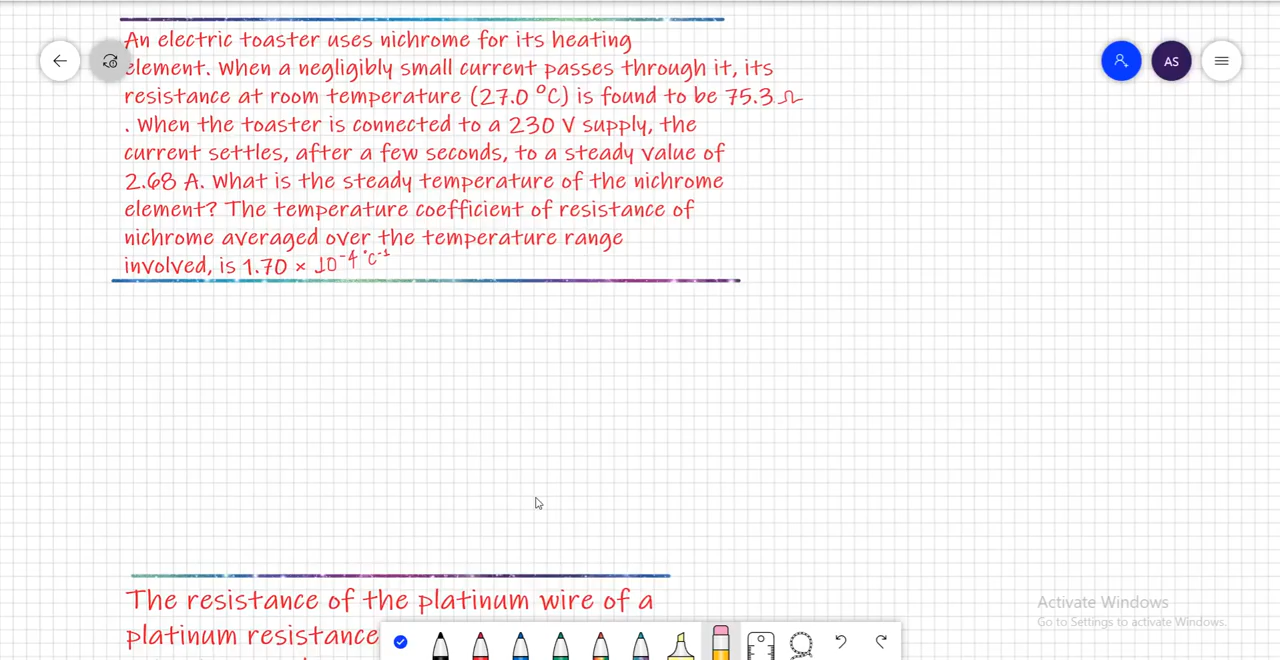 An electric toaster uses nichrome for its heating
element. When a negligibly small current passes through it, its
resistance at room temperature (27.0 °C) is found to be 75.3 Ω
. When the toaster is connected to a 230 V supply, the
current settles, after a few seconds, to a steady value of
2.68 A. What is the steady temperature of the nichrome
element? The temperature coefficient of resistance of
nichrome averaged over the temperature range
involved, is 1.70 × 10⁻⁴ °C⁻¹
AS
The resistance of the platinum wire of a
platinum resistance
Activate Windows
Go to Settings to activate Windows.